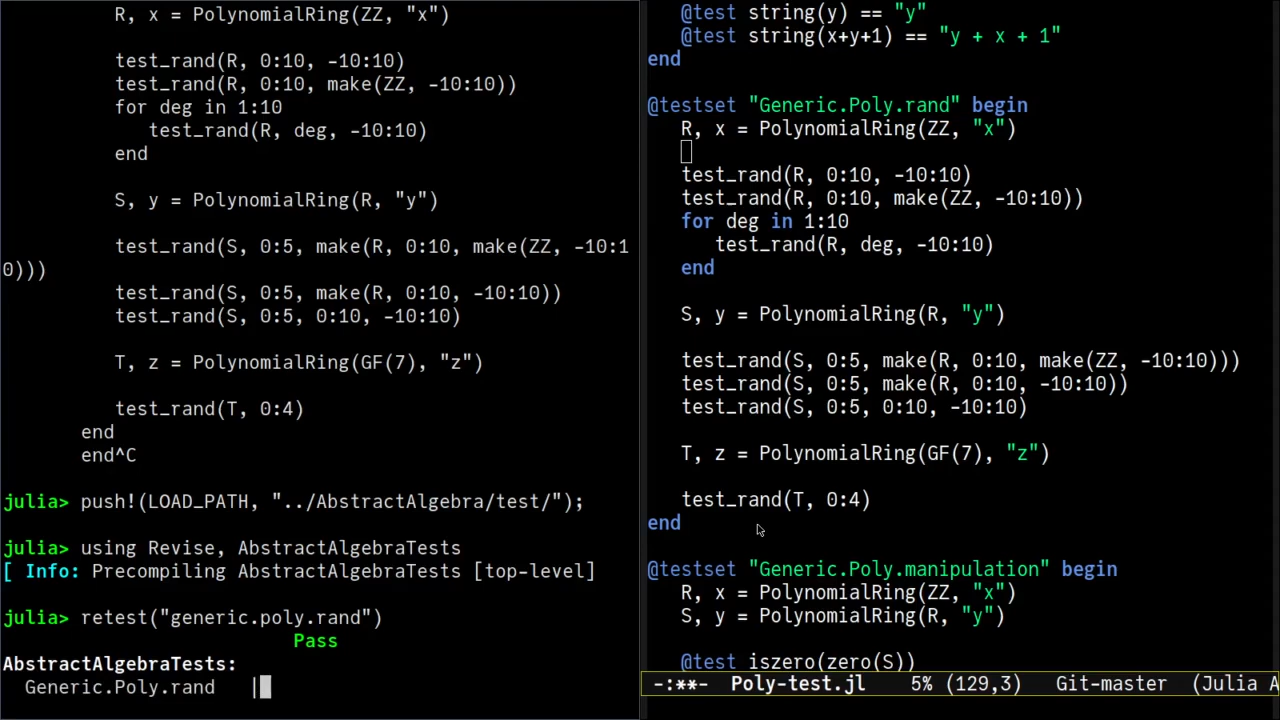 R, x = PolynomialRing(ZZ, "x")
test_rand(R, 0:10, -10:10)
test_rand(R, 0:10, make(ZZ, -10:10))
for deg in 1:10
test_rand(R, deg, -10:10)
end
S, y = PolynomialRing(R, "y")
test_rand(S, 0:5, make(R, 0:10, make(ZZ, -10:1
0)))
test_rand(S, 0:5, make(R, 0:10, -10:10))
test_rand(S, 0:5, 0:10, -10:10)
T, z = PolynomialRing(GF(7), "z")
test_rand(T, 0:4)
end
end^C
julia> push!(LOAD_PATH, "../AbstractAlgebra/test/");
julia> using Revise, AbstractAlgebraTests
[ Info: Precompiling AbstractAlgebraTests [top-level]
julia> retest("generic.poly.rand")
Pass
AbstractAlgebraTests:
Generic.Poly.rand |
@test string(y) == "y"
@test string(x+y+1) == "y + x + 1"
end
@testset "Generic.Poly.rand" begin
R, x = PolynomialRing(ZZ, "x")
test_rand(R, 0:10, -10:10)
test_rand(R, 0:10, make(ZZ, -10:10))
for deg in 1:10
test_rand(R, deg, -10:10)
end
S, y = PolynomialRing(R, "y")
test_rand(S, 0:5, make(R, 0:10, make(ZZ, -10:10)))
test_rand(S, 0:5, make(R, 0:10, -10:10))
test_rand(S, 0:5, 0:10, -10:10)
T, z = PolynomialRing(GF(7), "z")
test_rand(T, 0:4)
end
@testset "Generic.Poly.manipulation" begin
R, x = PolynomialRing(ZZ, "x")
S, y = PolynomialRing(R, "y")
@test iszero(zero(S))
-:**- Poly-test.jl 5% (129,3) Git-master (Julia A